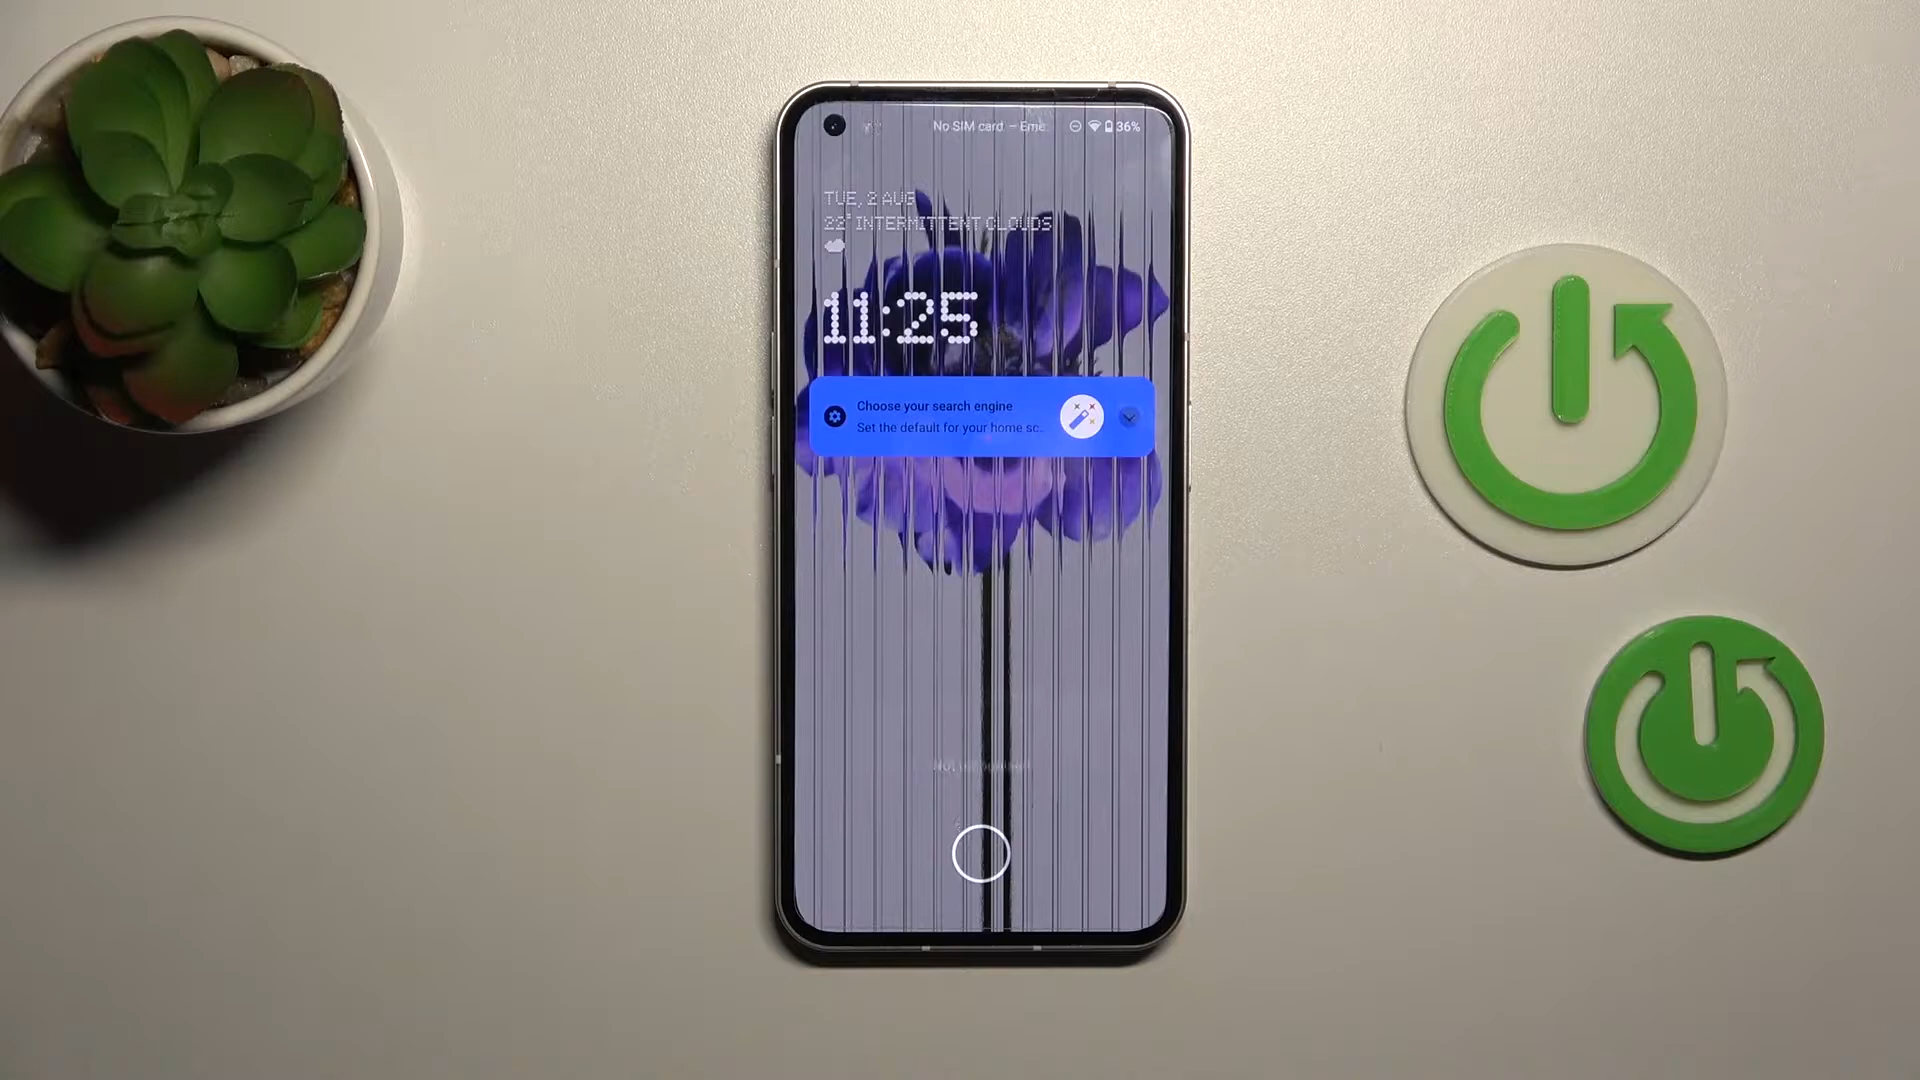 No SIM card – Eme
36%
TUE, 2 AUG
22° INTERMITTENT CLOUDS
11:25
Choose your search engine
Set the default for your home sc..